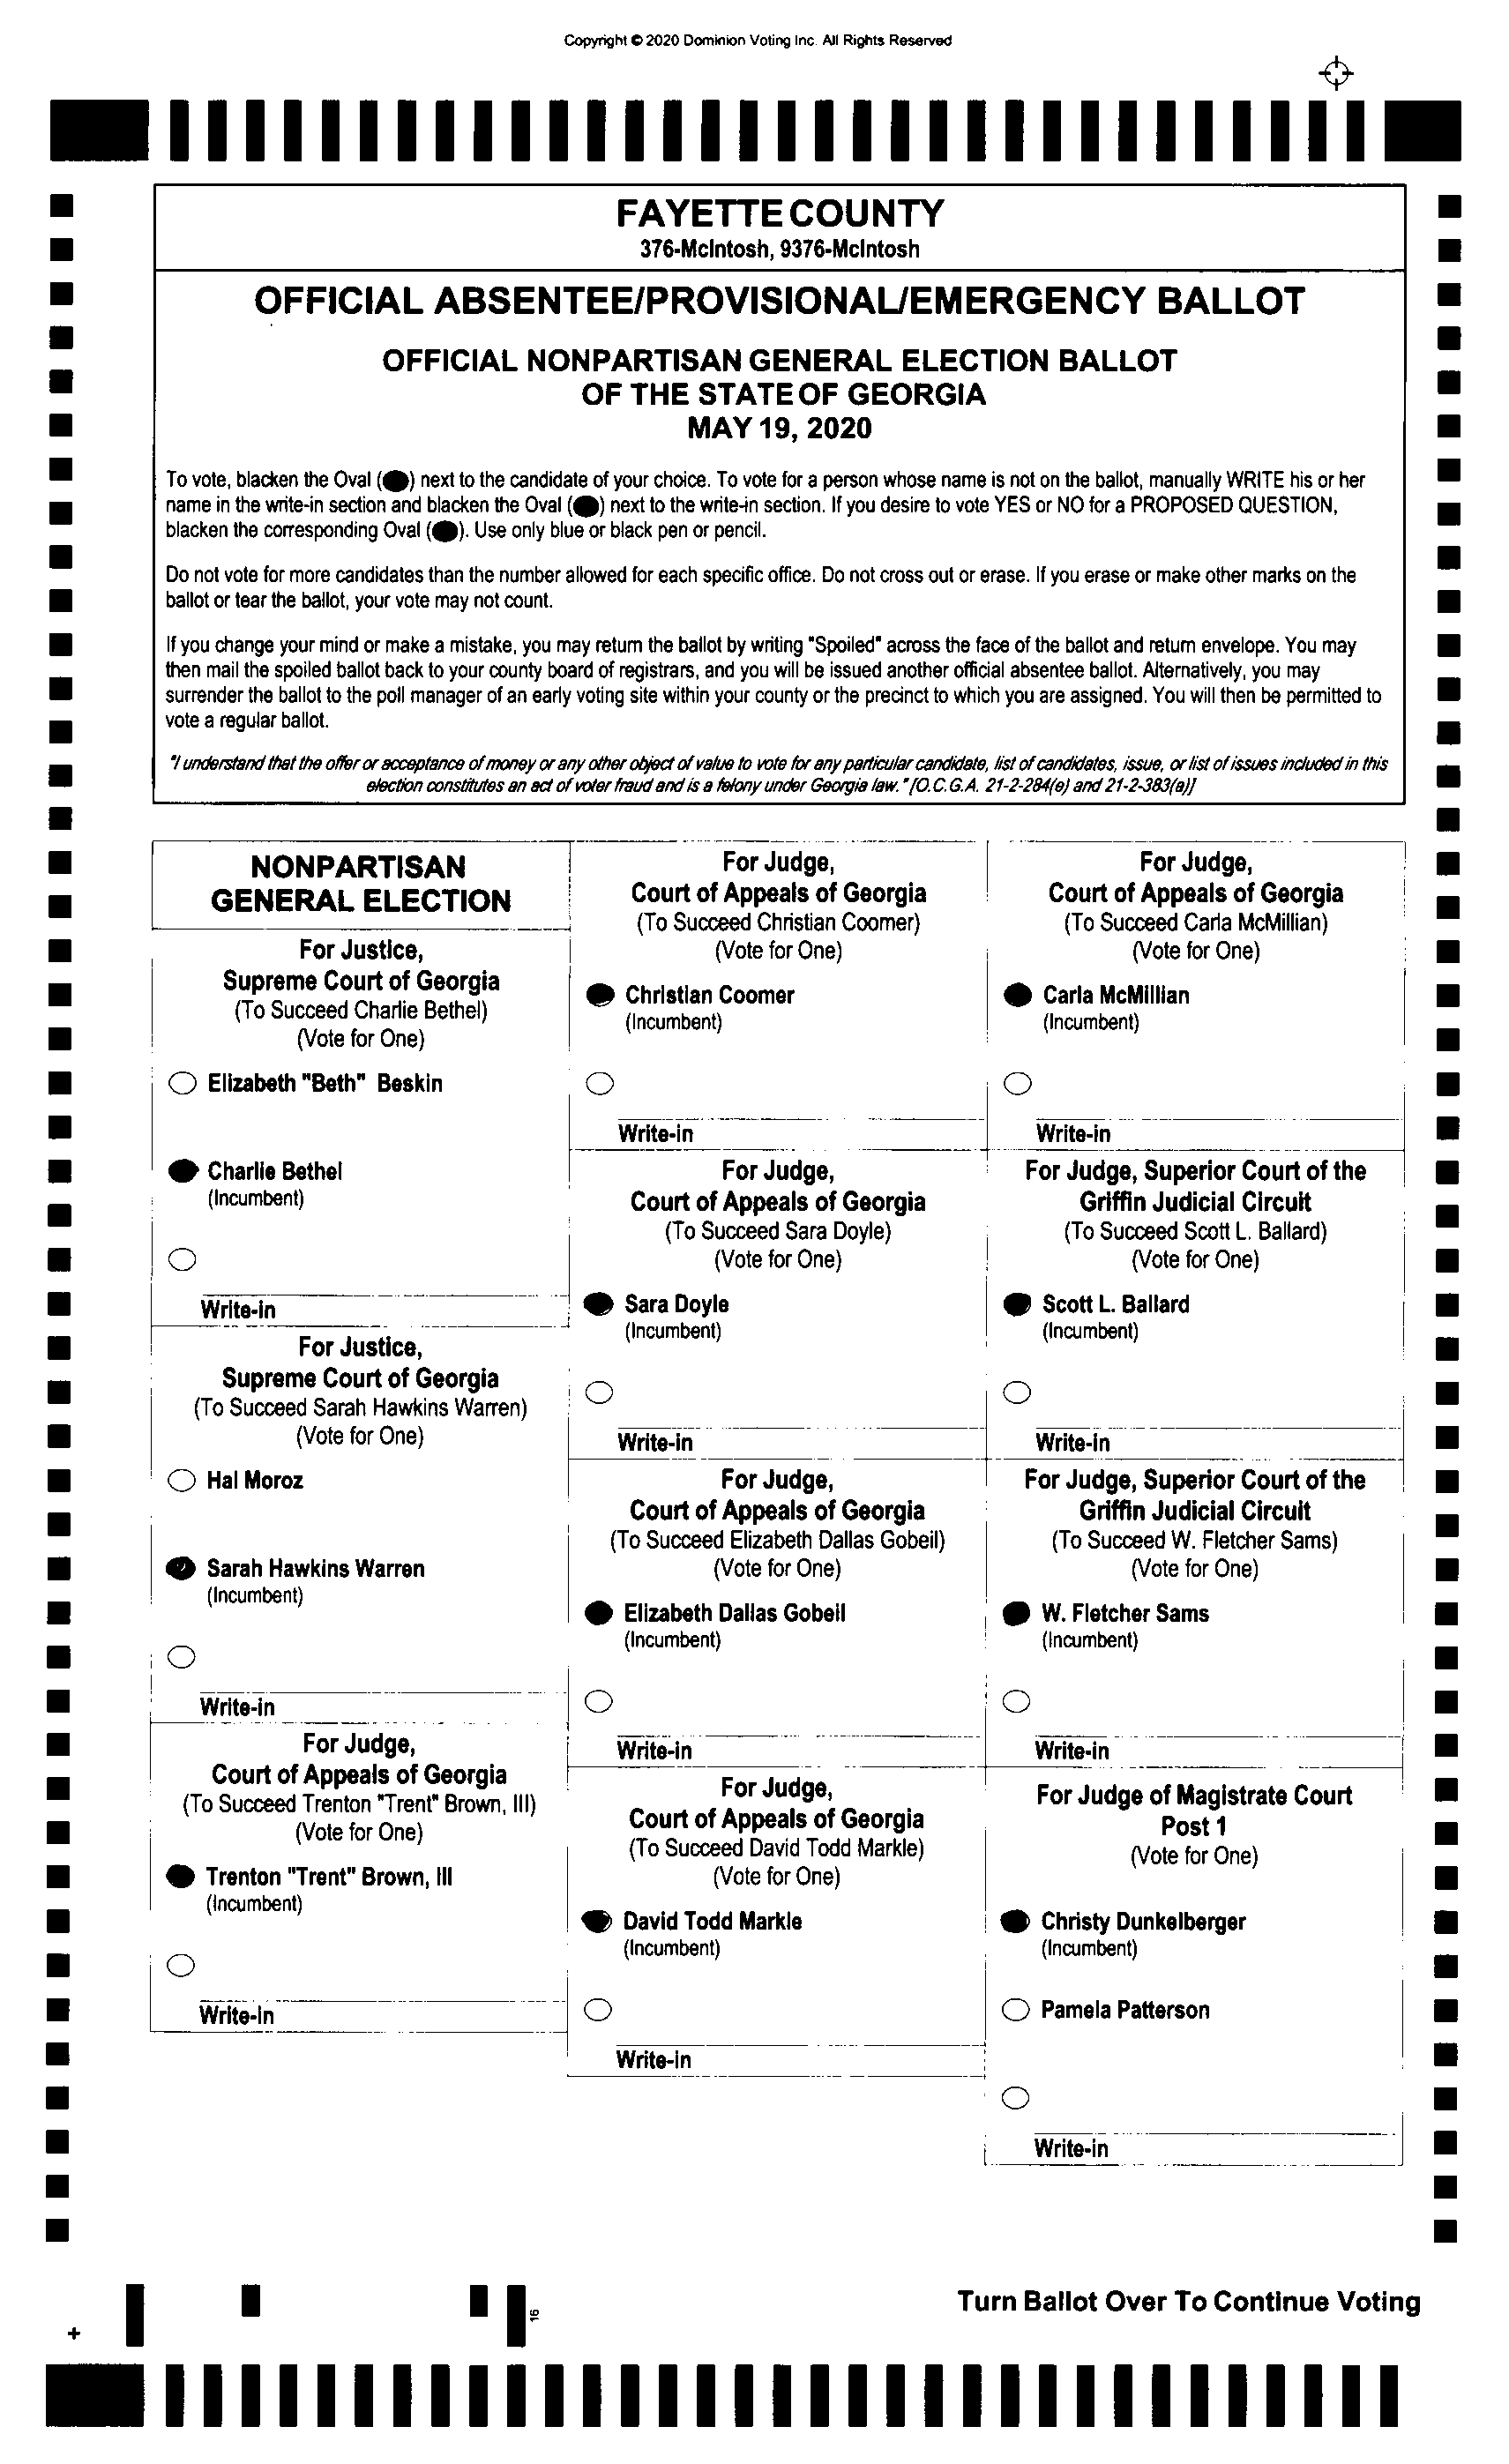 Copyright © 2020 Dominion Voting Inc. All Rights Reserved
FAYETTE COUNTY
376-McIntosh, 9376-McIntosh
OFFICIAL ABSENTEE/PROVISIONAL/EMERGENCY BALLOT
OFFICIAL NONPARTISAN GENERAL ELECTION BALLOT
OF THE STATE OF GEORGIA
MAY 19, 2020
To vote, blacken the Oval ( ) next to the candidate of your choice. To vote for a person whose name is not on the ballot, manually WRITE his or her
name in the write-in section and blacken the Oval ( ) next to the write-in section. If you desire to vote YES or NO for a PROPOSED QUESTION,
blacken the corresponding Oval ( ). Use only blue or black pen or pencil.
Do not vote for more candidates than the number allowed for each specific office. Do not cross out or erase. If you erase or make other marks on the
ballot or tear the ballot, your vote may not count.
If you change your mind or make a mistake, you may return the ballot by writing "Spoiled" across the face of the ballot and return envelope. You may
then mail the spoiled ballot back to your county board of registrars, and you will be issued another official absentee ballot. Alternatively, you may
surrender the ballot to the poll manager of an early voting site within your county or the precinct to which you are assigned. You will then be permitted to
vote a regular ballot.
"I understand that the offer or acceptance of money or any other object of value to vote for any particular candidate, list of candidates, issue, or list of issues included in this
election constitutes an act of voter fraud and is a felony under Georgia law." [O.C.G.A. 21-2-284(e) and 21-2-383(a)]
NONPARTISAN
GENERAL ELECTION
For Justice,
Supreme Court of Georgia
(To Succeed Charlie Bethel)
(Vote for One)
Elizabeth "Beth" Beskin
Charlie Bethel
(Incumbent)
Write-in
For Justice,
Supreme Court of Georgia
(To Succeed Sarah Hawkins Warren)
(Vote for One)
Hal Moroz
Sarah Hawkins Warren
(Incumbent)
Write-in
For Judge,
Court of Appeals of Georgia
(To Succeed Trenton "Trent" Brown, III)
(Vote for One)
Trenton "Trent" Brown, III
(Incumbent)
Write-in
For Judge,
Court of Appeals of Georgia
(To Succeed Christian Coomer)
(Vote for One)
Christian Coomer
(Incumbent)
Write-in
For Judge,
Court of Appeals of Georgia
(To Succeed Sara Doyle)
(Vote for One)
Sara Doyle
(Incumbent)
Write-in
For Judge,
Court of Appeals of Georgia
(To Succeed Elizabeth Dallas Gobeil)
(Vote for One)
Elizabeth Dallas Gobeil
(Incumbent)
Write-in
For Judge,
Court of Appeals of Georgia
(To Succeed David Todd Markle)
(Vote for One)
David Todd Markle
(Incumbent)
Write-in
For Judge,
Court of Appeals of Georgia
(To Succeed Carla McMillian)
(Vote for One)
Carla McMillian
(Incumbent)
Write-in
For Judge, Superior Court of the
Griffin Judicial Circuit
(To Succeed Scott L. Ballard)
(Vote for One)
Scott L. Ballard
(Incumbent)
Write-in
For Judge, Superior Court of the
Griffin Judicial Circuit
(To Succeed W. Fletcher Sams)
(Vote for One)
W. Fletcher Sams
(Incumbent)
Write-in
For Judge of Magistrate Court
Post 1
(Vote for One)
Christy Dunkelberger
(Incumbent)
Pamela Patterson
Write-in
16
Turn Ballot Over To Continue Voting